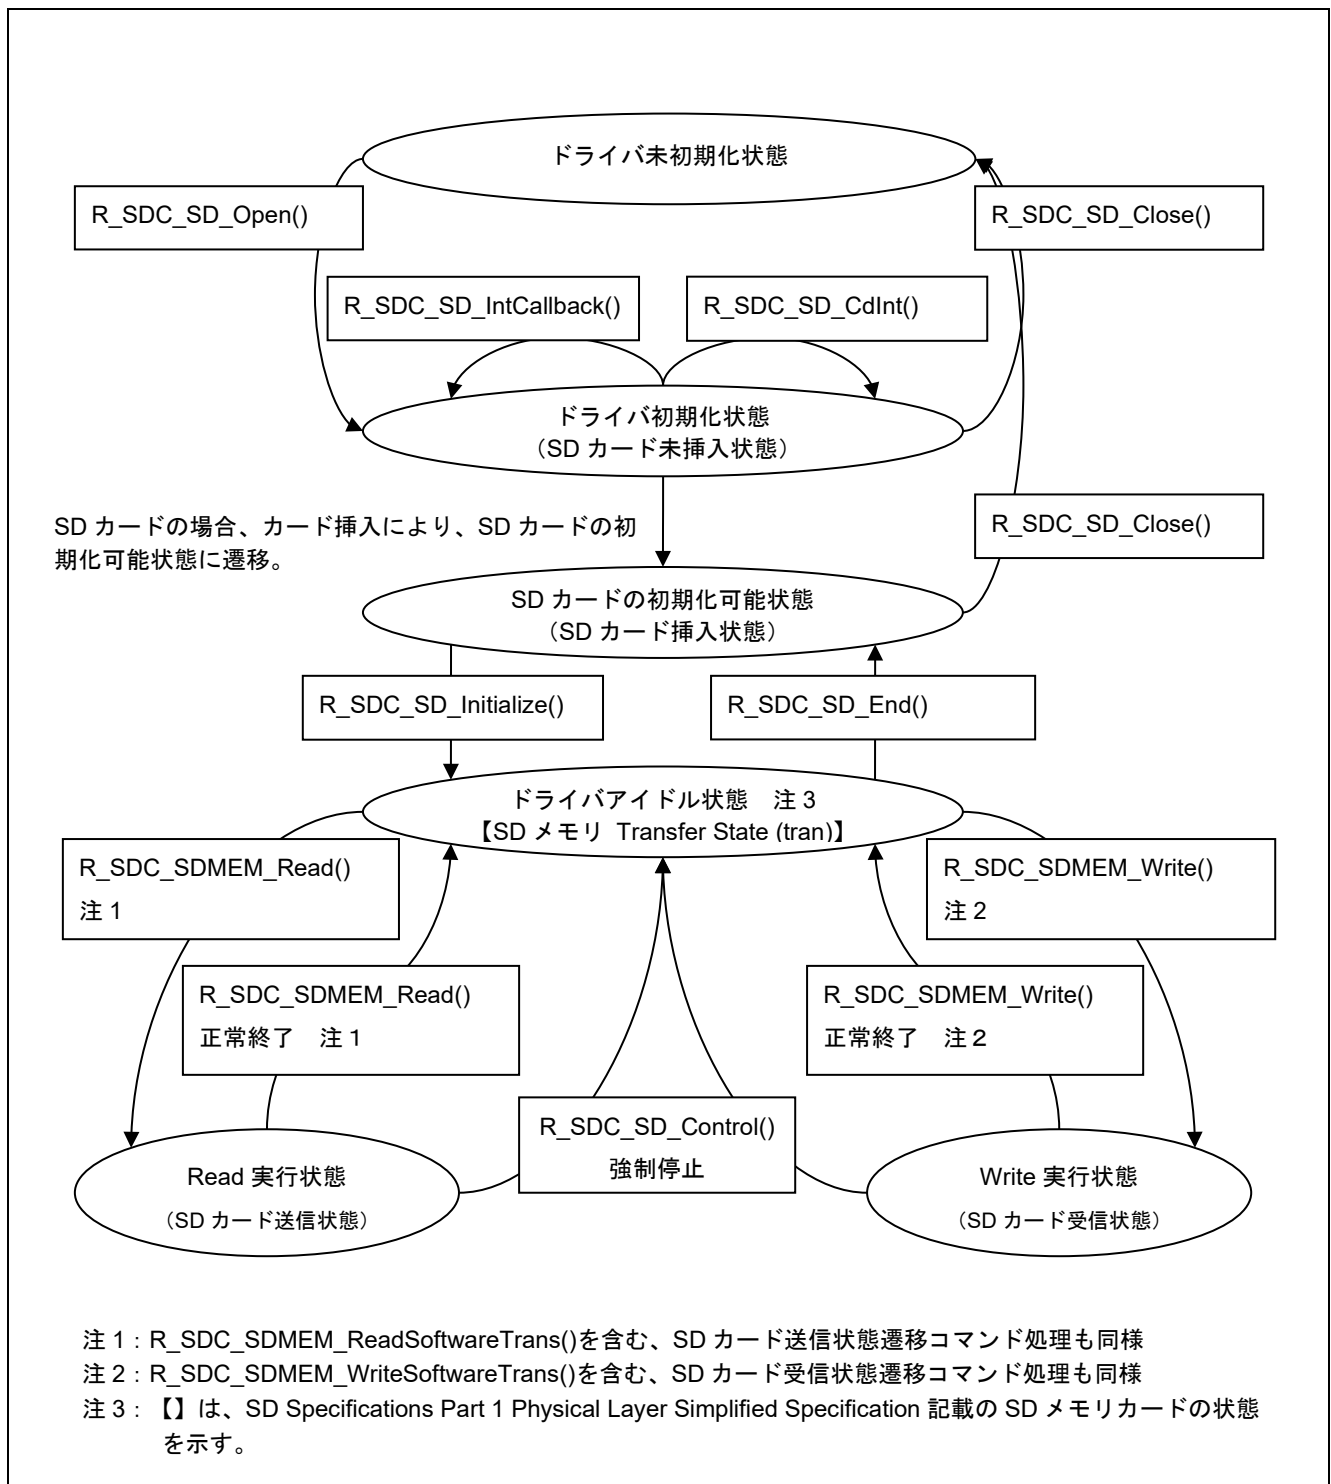 ドライバ未初期化状態
R_SDC_SD_Open()
R_SDC_SD_Close()
R_SDC_SD_IntCallback()
R_SDC_SD_CdInt()
ドライバ初期化状態
（SD カード未挿入状態）
SD カードの場合、カード挿入により、SD カードの初
期化可能状態に遷移。
R_SDC_SD_Close()
SD カードの初期化可能状態
（SD カード挿入状態）
R_SDC_SD_Initialize()
R_SDC_SD_End()
ドライバアイドル状態　注 3
【SD メモリ Transfer State (tran)】
R_SDC_SDMEM_Read()
注 1
R_SDC_SDMEM_Write()
注 2
R_SDC_SDMEM_Read()
正常終了　注 1
R_SDC_SDMEM_Write()
正常終了　注２
R_SDC_SD_Control()
強制停止
Read 実行状態
（SD カード送信状態）
Write 実行状態
（SD カード受信状態）
注 1：R_SDC_SDMEM_ReadSoftwareTrans()を含む、SD カード送信状態遷移コマンド処理も同様
注 2：R_SDC_SDMEM_WriteSoftwareTrans()を含む、SD カード受信状態遷移コマンド処理も同様
注 3：【】は、SD Specifications Part 1 Physical Layer Simplified Specification 記載の SD メモリカードの状態
を示す。